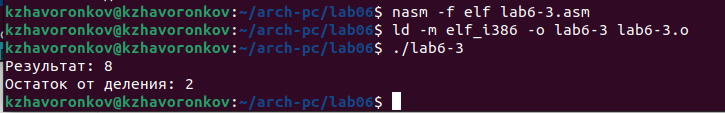 kzhavoronkov@kzhavoronkov:~/arch-pc/lab06$ nasm -f elf lab6-3.asm
kzhavoronkov@kzhavoronkov:~/arch-pc/lab06$ ld -m elf_i386 -o lab6-3 lab6-3.o
kzhavoronkov@kzhavoronkov:~/arch-pc/lab06$ ./lab6-3
Результат: 8
Остаток от деления: 2
kzhavoronkov@kzhavoronkov:~/arch-pc/lab06$